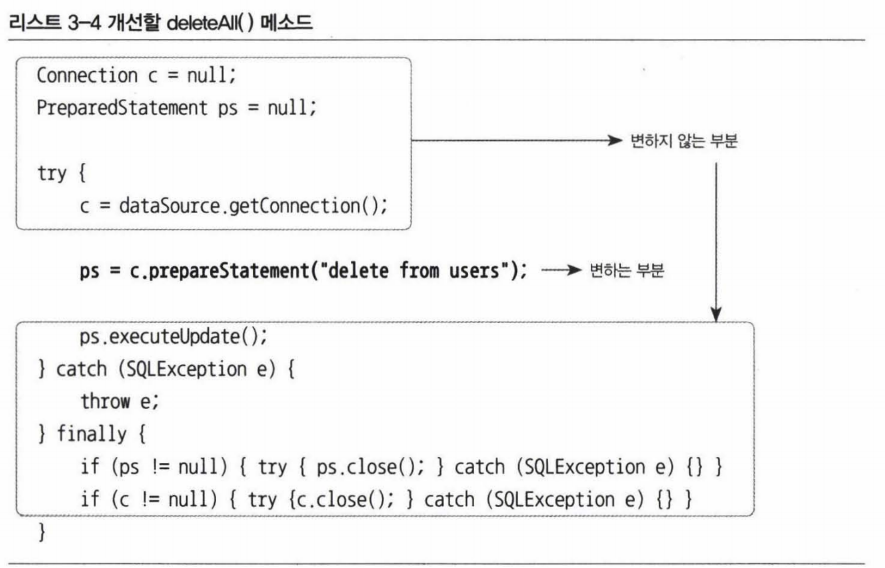 리스트 3-4 개선할 deleteAll( ) 메소드
Connection c = null;
PreparedStatement ps = null;
변하지 않는 부분
try {
c = dataSource.getConnection();
ps = c.prepareStatement("delete from users"); 변하는 부분
ps.executeUpdate();
} catch (SQLException e) {
throw e;
} finally {
if (ps != null) { try { ps.close(); } catch (SQLException e) {} }
if (c != null) { try {c.close(); } catch (SQLException e) {} }
}